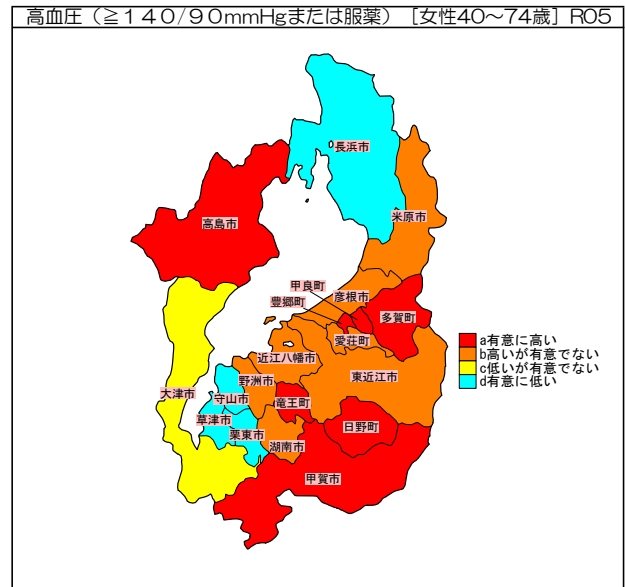 高血圧（≧１４０/９０mmHgまたは服薬） [女性40～74歳] R05
長浜市
米原市
高島市
甲良町
彦根市
豊郷町
多賀町
愛荘町
近江八幡市
東近江市
野洲市
大津市
守山市
竜王町
草津市
日野町
栗東市
湖南市
甲賀市
a有意に高い
b高いが有意でない
c低いが有意でない
d有意に低い